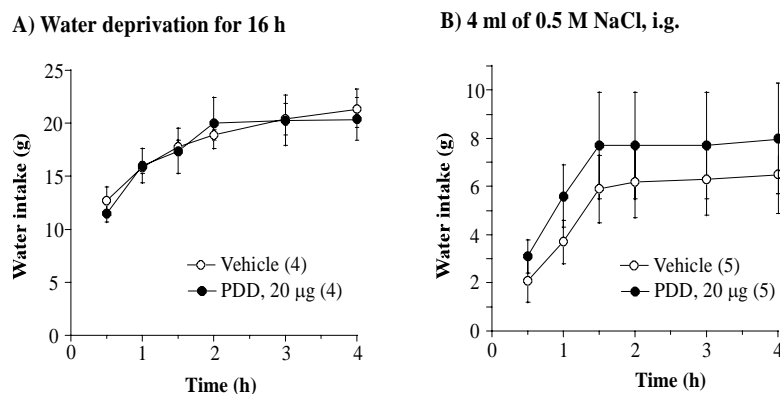 A) Water deprivation for 16 h
25
20
15
10
5
0
0 1 2 3 4
Water intake (g)
Time (h)
Vehicle (4)
PDD, 20 μg (4)
B) 4 ml of 0.5 M NaCl, i.g.
10
8
6
4
2
0
0 1 2 3 4
Water intake (g)
Time (h)
Vehicle (5)
PDD, 20 μg (5)